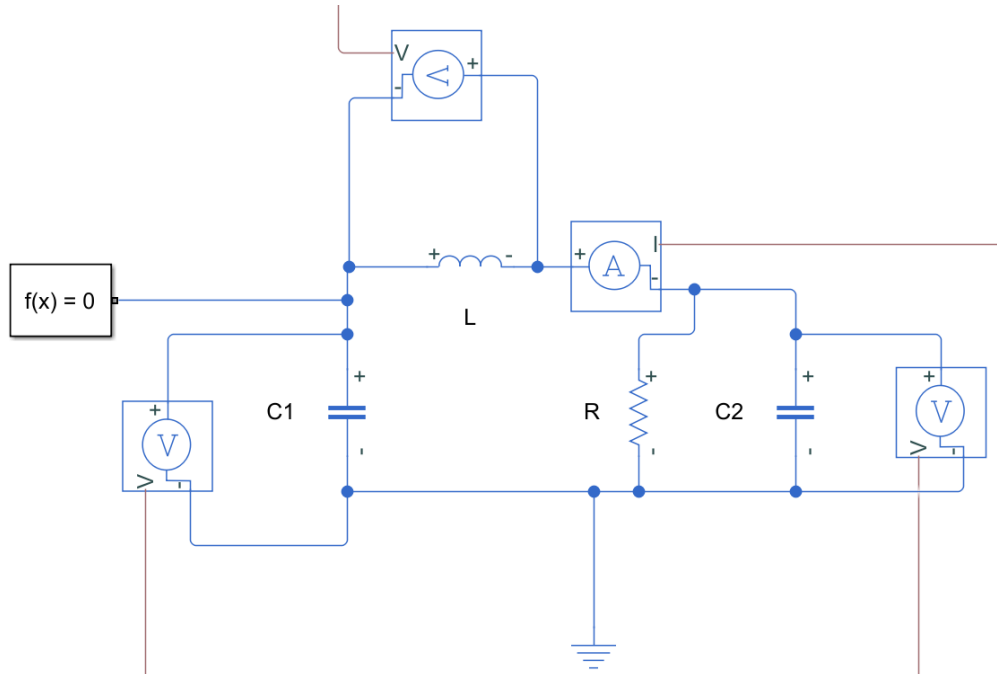 V
V
+
-
+
-
+
A
I
-
f(x) = 0
L
+
V
V
-
C1
+
-
R
+
-
C2
+
-
+
V
V
-